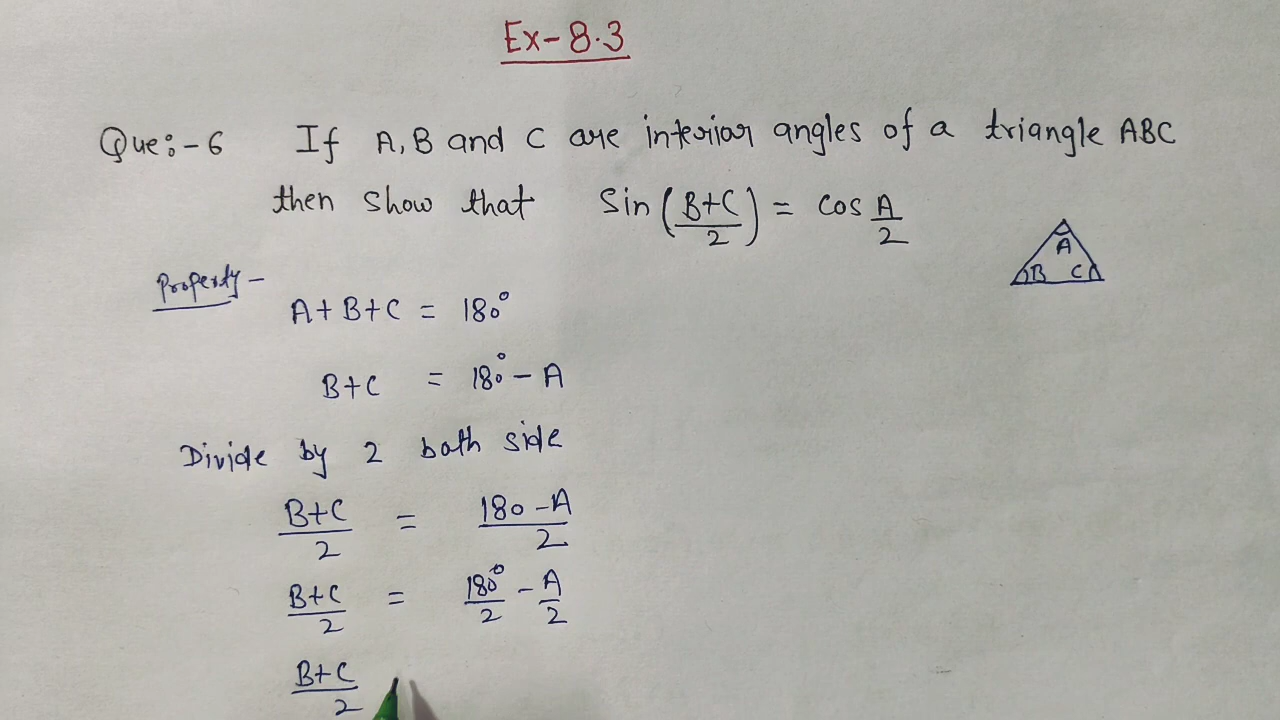 Ex-8.3
Que:-6 If A, B and C are interiar angles of a triangle ABC
then show that Sin(B+C/2) = cos A/2
A
B C
Property-
A+B+C = 180°
B+C = 180° - A
Divide by 2 bath side
B+C/2 = 180-A/2
B+C/2 = 180°/2 - A/2
B+C/2